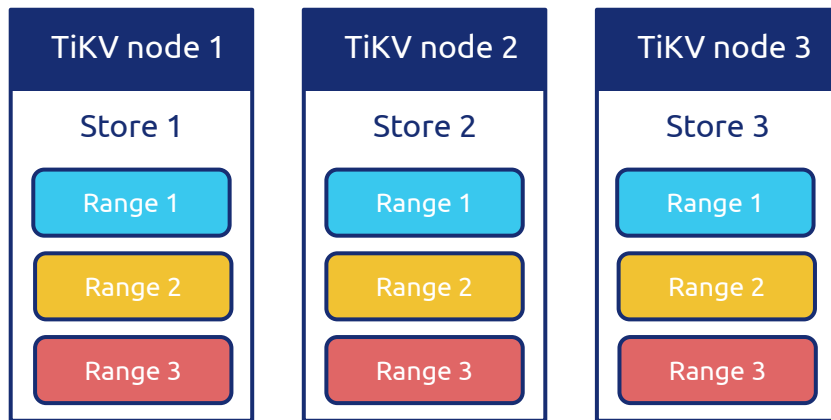 TiKV node 1
Store 1
Range 1
Range 2
Range 3
TiKV node 2
Store 2
Range 1
Range 2
Range 3
TiKV node 3
Store 3
Range 1
Range 2
Range 3